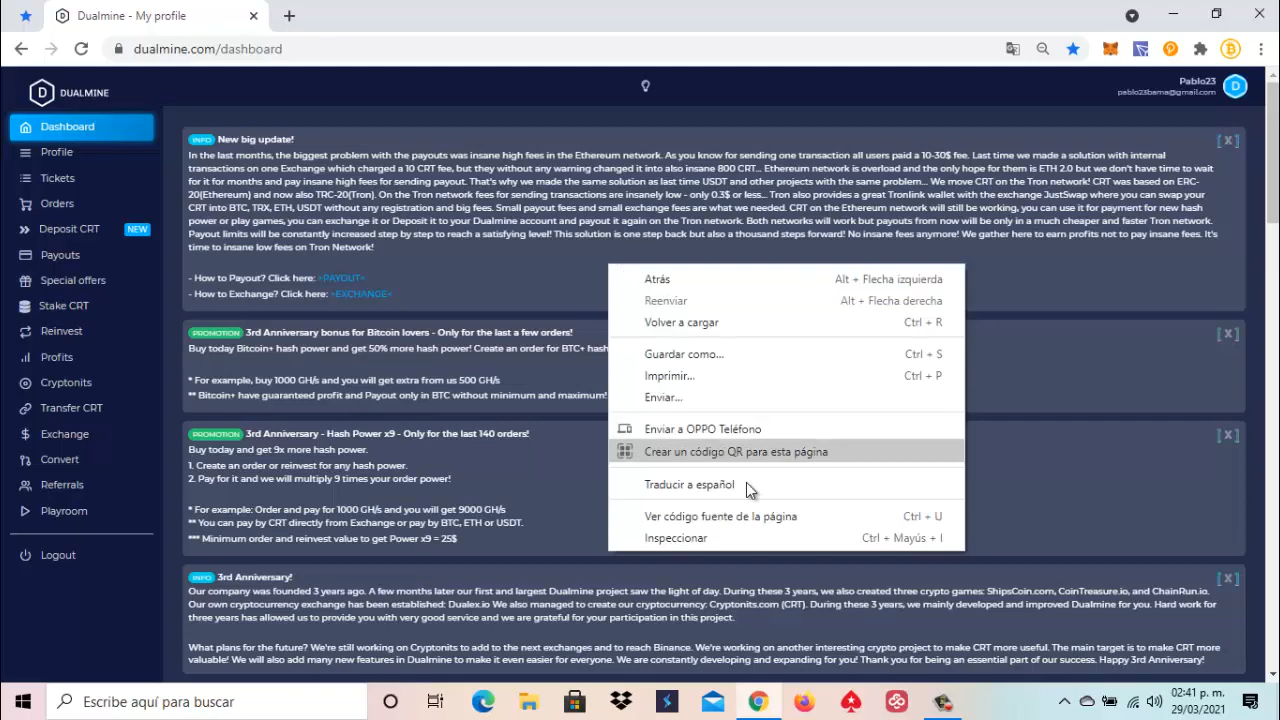 Dualmine - My profile
dualmine.com/dashboard
DUALMINE
Pablo23
pablo23bama@gmail.com
Dashboard
Profile
Tickets
Orders
Deposit CRT NEW
Payouts
Special offers
Stake CRT
Reinvest
Profits
Cryptonits
Transfer CRT
Exchange
Convert
Referrals
Playroom
Logout
INFO New big update! [X]
In the last months, the biggest problem with the payouts was insane high fees in the Ethereum network. As you know for sending one transaction all users paid a 10-30$ fee. Last time we made a solution with internal
transactions on one Exchange which charged a 10 CRT fee, but they without any warning changed it into also insane 800 CRT... Ethereum network is overload and the only hope for them is ETH 2.0 but we don't have time to wait
for it for months and pay insane high fees for sending payout. That's why we made the same solution as last time USDT and other projects with the same problem... We move CRT on the Tron network! CRT was based on ERC-
20(Ethereum) and now also TRC-20(Tron). On the Tron network fees for sending transactions are insanely low - only 0.3$ or less... Tron also provides a great Tronlink wallet with the exchange JustSwap where you can swap your
CRT into BTC, TRX, ETH, USDT without any registration and big fees. Small payout fees and small exchange fees are what we needed. CRT on the Ethereum network will still be working, you can use it for payment for new hash
power or play games, you can exchange it or Deposit it to your Dualmine account and payout it again on the Tron network. Both networks will work but payouts from now will be only in a much cheaper and faster Tron network.
Payout limits will be constantly increased step by step to reach a satisfying level! This solution is one step back but also a thousand steps forward! No insane fees anymore! We gather here to earn profits not to pay insane fees. It's
time to insane low fees on Tron Network!
- How to Payout? Click here: >PAYOUT<
- How to Exchange? Click here: >EXCHANGE<
PROMOTION 3rd Anniversary bonus for Bitcoin lovers - Only for the last a few orders! [X]
Buy today Bitcoin+ hash power and get 50% more hash power! Create an order for BTC+ hash
* For example, buy 1000 GH/s and you will get extra from us 500 GH/s
** Bitcoin+ have guaranteed profit and Payout only in BTC without minimum and maximum!
PROMOTION 3rd Anniversary - Hash Power x9 - Only for the last 140 orders! [X]
Buy today and get 9x more hash power.
1. Create an order or reinvest for any hash power.
2. Pay for it and we will multiply 9 times your order power!
* For example: Order and pay for 1000 GH/s and you will get 9000 GH/s
** You can pay by CRT directly from Exchange or pay by BTC, ETH or USDT.
*** Minimum order and reinvest value to get Power x9 = 25$
INFO 3rd Anniversary! [X]
Our company was founded 3 years ago. A few months later our first and largest Dualmine project saw the light of day. During these 3 years, we also created three crypto games: ShipsCoin.com, CoinTreasure.io, and ChainRun.io.
Our own cryptocurrency exchange has been established: Dualex.io We also managed to create our cryptocurrency: Cryptonits.com (CRT). During these 3 years, we mainly developed and improved Dualmine for you. Hard work for
three years has allowed us to provide you with very good service and we are grateful for your participation in this project.
What plans for the future? We're still working on Cryptonits to add to the next exchanges and to reach Binance. We're working on another interesting crypto project to make CRT more useful. The main target is to make CRT more
valuable! We will also add many new features in Dualmine to make it even easier for everyone. We are constantly developing and expanding for you! Thank you for being an essential part of our success. Happy 3rd Anniversary!
Atrás Alt + Flecha izquierda
Reenviar Alt + Flecha derecha
Volver a cargar Ctrl + R
Guardar como... Ctrl + S
Imprimir... Ctrl + P
Enviar...
Enviar a OPPO Teléfono
Crear un código QR para esta página
Traducir a español
Ver código fuente de la página Ctrl + U
Inspeccionar Ctrl + Mayús + I
Escribe aquí para buscar
02:41 p. m.
29/03/2021